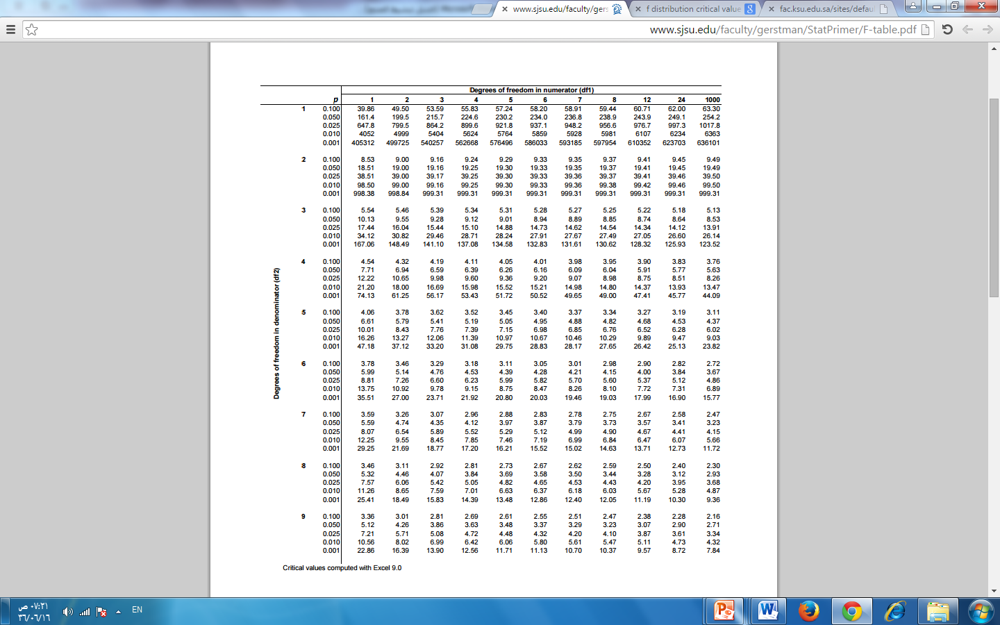 www.sjsu.edu/faculty/gers
f distribution critical value
fac.ksu.edu.sa/sites/defau
www.sjsu.edu/faculty/gerstman/StatPrimer/F-table.pdf
Degrees of freedom in numerator (df1)
p 1 2 3 4 5 6 7 8 12 24 1000
1 0.100 39.86 49.50 53.59 55.83 57.24 58.20 58.91 59.44 60.71 62.00 63.30
0.050 161.4 199.5 215.7 224.6 230.2 234.0 236.8 238.9 243.9 249.1 254.2
0.025 647.8 799.5 864.2 899.6 921.8 937.1 948.2 956.6 976.7 997.3 1017.8
0.010 4052 4999 5404 5624 5764 5859 5928 5981 6107 6234 6363
0.001 405312 499725 540257 562668 576496 586033 593185 597954 610352 623703 636101
2 0.100 8.53 9.00 9.16 9.24 9.29 9.33 9.35 9.37 9.41 9.45 9.49
0.050 18.51 19.00 19.16 19.25 19.30 19.33 19.35 19.37 19.41 19.45 19.49
0.025 38.51 39.00 39.17 39.25 39.30 39.33 39.36 39.37 39.41 39.46 39.50
0.010 98.50 99.00 99.16 99.25 99.30 99.33 99.36 99.38 99.42 99.46 99.50
0.001 998.38 998.84 999.31 999.31 999.31 999.31 999.31 999.31 999.31 999.31 999.31
3 0.100 5.54 5.46 5.39 5.34 5.31 5.28 5.27 5.25 5.22 5.18 5.13
0.050 10.13 9.55 9.28 9.12 9.01 8.94 8.89 8.85 8.74 8.64 8.53
0.025 17.44 16.04 15.44 15.10 14.88 14.73 14.62 14.54 14.34 14.12 13.91
0.010 34.12 30.82 29.46 28.71 28.24 27.91 27.67 27.49 27.05 26.60 26.14
0.001 167.06 148.49 141.10 137.08 134.58 132.83 131.61 130.62 128.32 125.93 123.52
Degrees of freedom in denominator (df2)
4 0.100 4.54 4.32 4.19 4.11 4.05 4.01 3.98 3.95 3.90 3.83 3.76
0.050 7.71 6.94 6.59 6.39 6.26 6.16 6.09 6.04 5.91 5.77 5.63
0.025 12.22 10.65 9.98 9.60 9.36 9.20 9.07 8.98 8.75 8.51 8.26
0.010 21.20 18.00 16.69 15.98 15.52 15.21 14.98 14.80 14.37 13.93 13.47
0.001 74.13 61.25 56.17 53.43 51.72 50.52 49.65 49.00 47.41 45.77 44.09
5 0.100 4.06 3.78 3.62 3.52 3.45 3.40 3.37 3.34 3.27 3.19 3.11
0.050 6.61 5.79 5.41 5.19 5.05 4.95 4.88 4.82 4.68 4.53 4.37
0.025 10.01 8.43 7.76 7.39 7.15 6.98 6.85 6.76 6.52 6.28 6.02
0.010 16.26 13.27 12.06 11.39 10.97 10.67 10.46 10.29 9.89 9.47 9.03
0.001 47.18 37.12 33.20 31.08 29.75 28.83 28.17 27.65 26.42 25.13 23.82
6 0.100 3.78 3.46 3.29 3.18 3.11 3.05 3.01 2.98 2.90 2.82 2.72
0.050 5.99 5.14 4.76 4.53 4.39 4.28 4.21 4.15 4.00 3.84 3.67
0.025 8.81 7.26 6.60 6.23 5.99 5.82 5.70 5.60 5.37 5.12 4.86
0.010 13.75 10.92 9.78 9.15 8.75 8.47 8.26 8.10 7.72 7.31 6.89
0.001 35.51 27.00 23.71 21.92 20.80 20.03 19.46 19.03 17.99 16.90 15.77
7 0.100 3.59 3.26 3.07 2.96 2.88 2.83 2.78 2.75 2.67 2.58 2.47
0.050 5.59 4.74 4.35 4.12 3.97 3.87 3.79 3.73 3.57 3.41 3.23
0.025 8.07 6.54 5.89 5.52 5.29 5.12 4.99 4.90 4.67 4.41 4.15
0.010 12.25 9.55 8.45 7.85 7.46 7.19 6.99 6.84 6.47 6.07 5.66
0.001 29.25 21.69 18.77 17.20 16.21 15.52 15.02 14.63 13.71 12.73 11.72
8 0.100 3.46 3.11 2.92 2.81 2.73 2.67 2.62 2.59 2.50 2.40 2.30
0.050 5.32 4.46 4.07 3.84 3.69 3.58 3.50 3.44 3.28 3.12 2.93
0.025 7.57 6.06 5.42 5.05 4.82 4.65 4.53 4.43 4.20 3.95 3.68
0.010 11.26 8.65 7.59 7.01 6.63 6.37 6.18 6.03 5.67 5.28 4.87
0.001 25.41 18.49 15.83 14.39 13.48 12.86 12.40 12.05 11.19 10.30 9.36
9 0.100 3.36 3.01 2.81 2.69 2.61 2.55 2.51 2.47 2.38 2.28 2.16
0.050 5.12 4.26 3.86 3.63 3.48 3.37 3.29 3.23 3.07 2.90 2.71
0.025 7.21 5.71 5.08 4.72 4.48 4.32 4.20 4.10 3.87 3.61 3.34
0.010 10.56 8.02 6.99 6.42 6.06 5.80 5.61 5.47 5.11 4.73 4.32
0.001 22.86 16.39 13.90 12.56 11.71 11.13 10.70 10.37 9.57 8.72 7.84
Critical values computed with Excel 9.0
٠٧:٢١ ص
٣٦/٠٦/١٦
EN